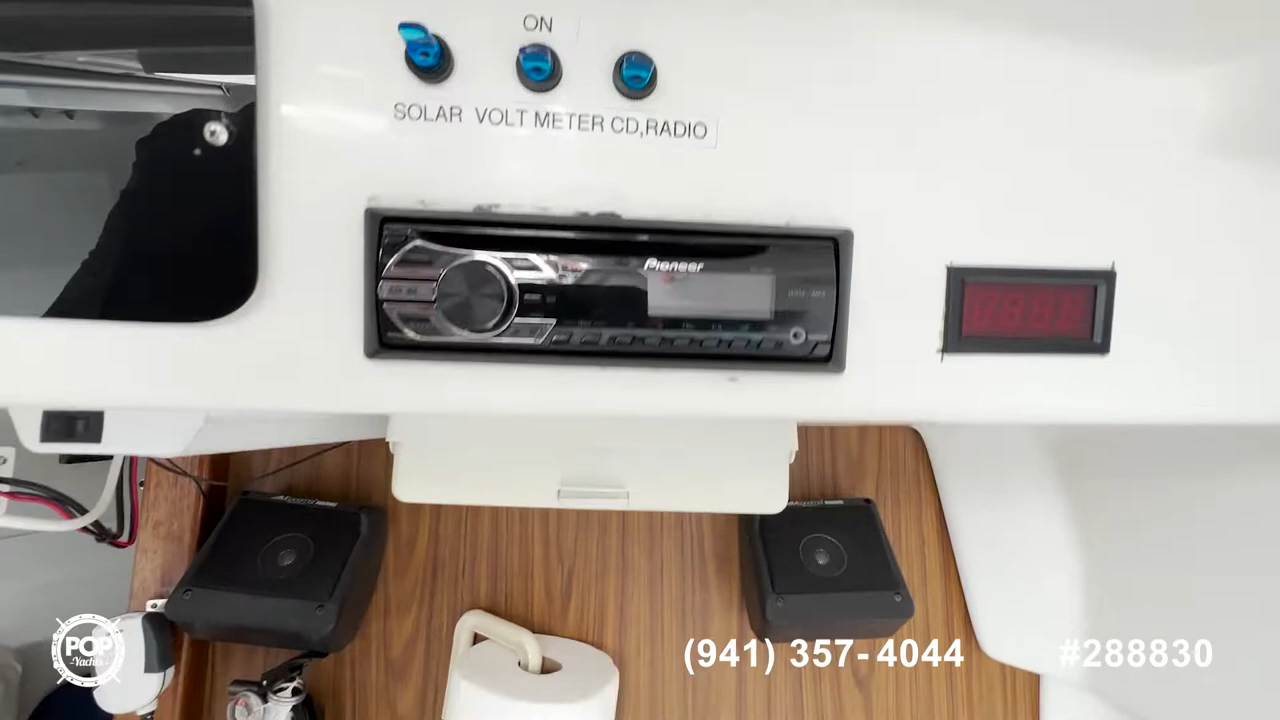 ON
SOLAR VOLT METER CD,RADIO
Pioneer
POP
Yachts
(941) 357-4044
#288830